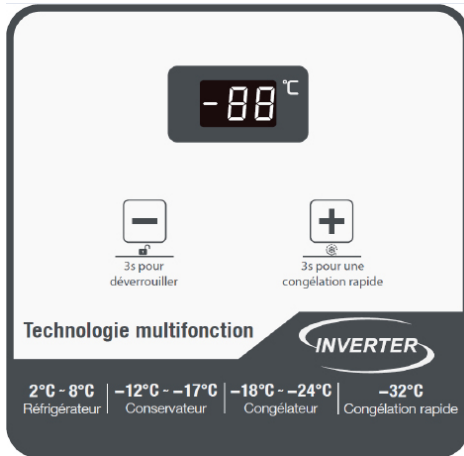 -88 °C
− +
3s pour 3s pour une
déverrouiller congélation rapide
Technologie multifonction INVERTER
2°C ~ 8°C −12°C ~ −17°C −18°C ~ −24°C −32°C
Réfrigérateur Conservateur Congélateur Congélation rapide